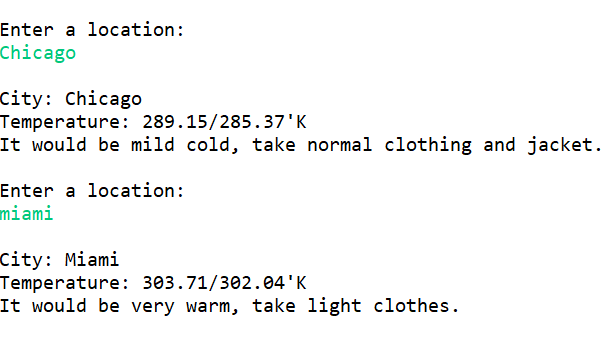 Enter a location:
Chicago
City: Chicago
Temperature: 289.15/285.37'K
It would be mild cold, take normal clothing and jacket.
Enter a location:
miami
City: Miami
Temperature: 303.71/302.04'K
It would be very warm, take light clothes.